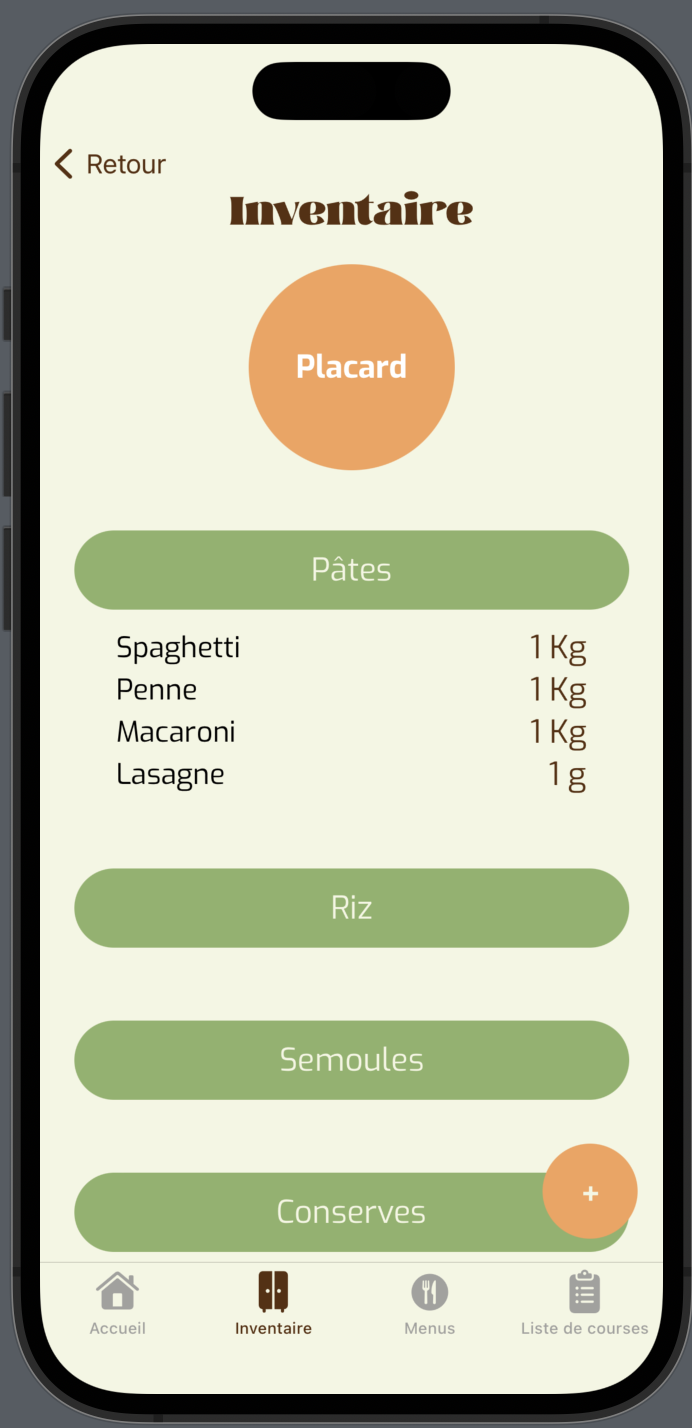 Retour
Inventaire
Placard
Pâtes
Spaghetti 1 Kg
Penne 1 Kg
Macaroni 1 Kg
Lasagne 1 g
Riz
Semoules
Conserves
+
Accueil Inventaire Menus Liste de courses